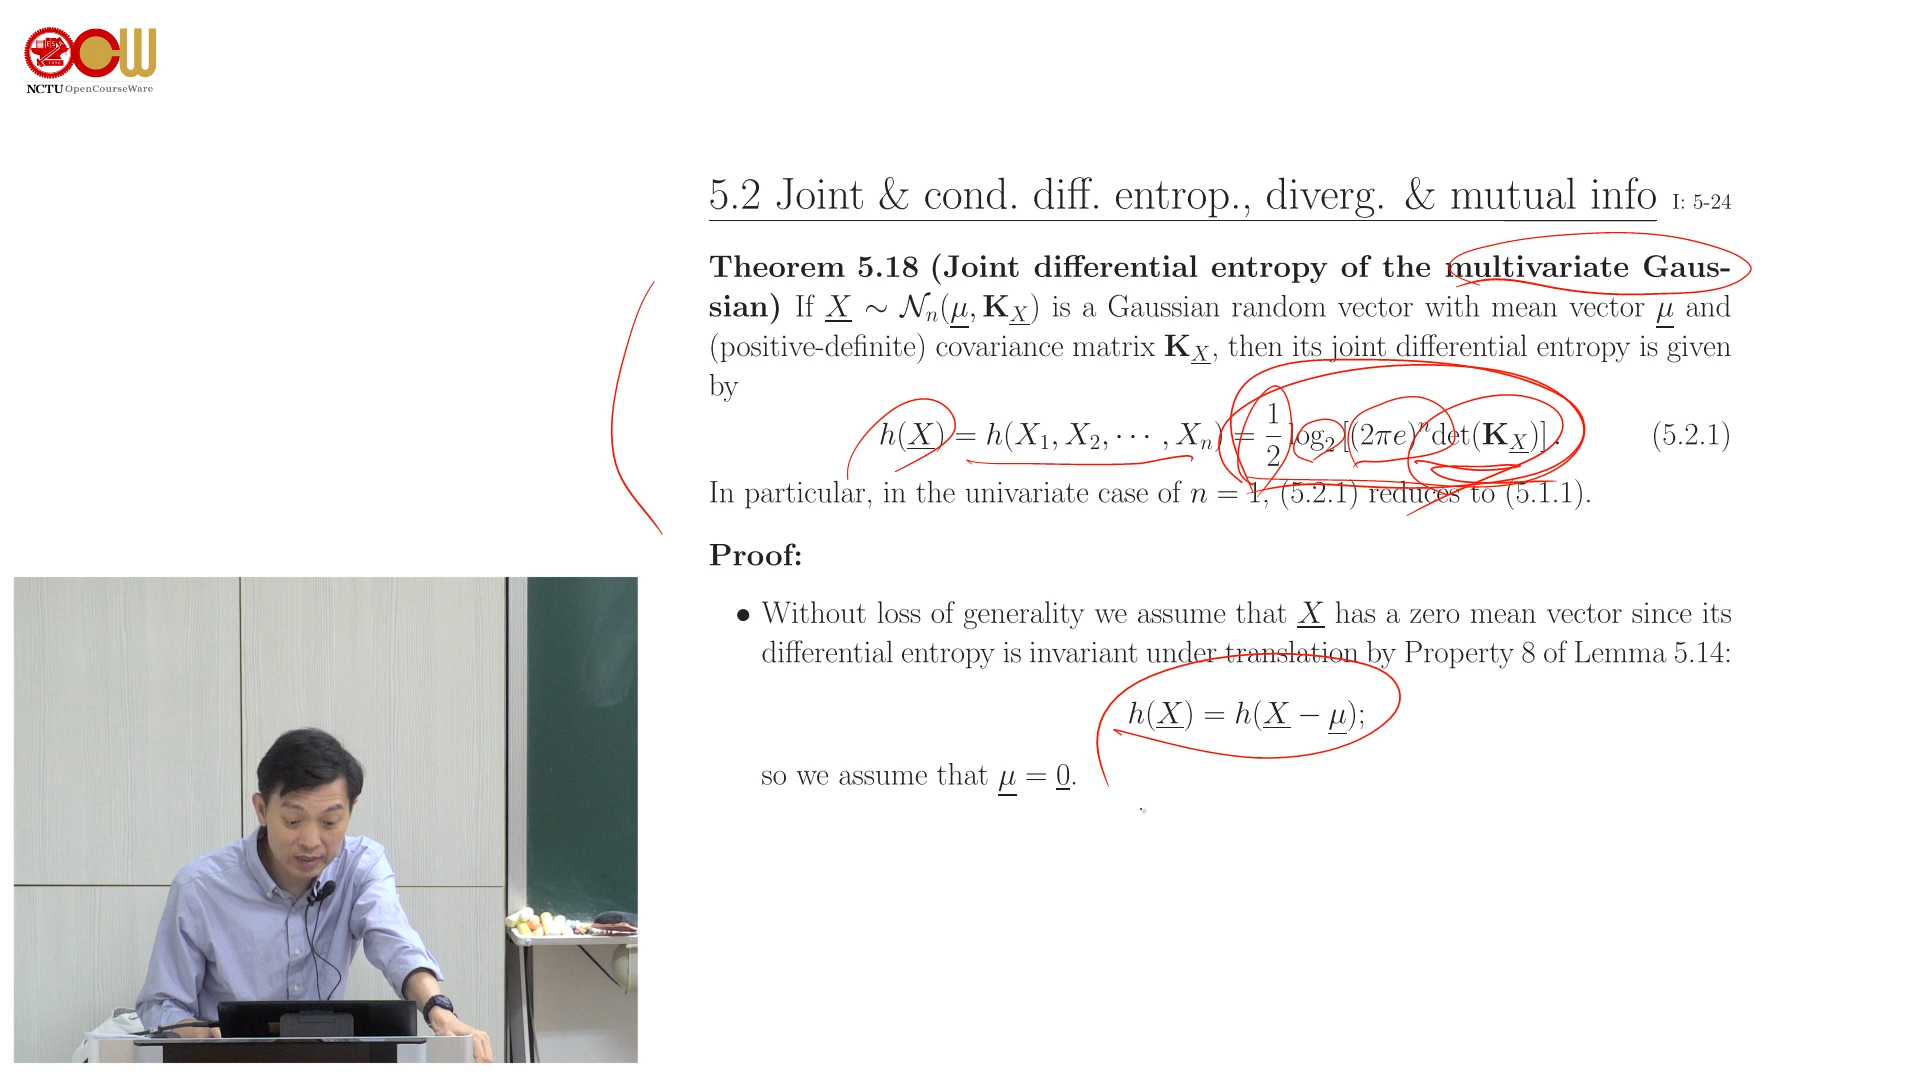 NCTU OpenCourseWare
5.2 Joint & cond. diff. entrop., diverg. & mutual info I: 5-24
Theorem 5.18 (Joint differential entropy of the multivariate Gaus-
sian) If X ∼ 𝒩ₙ(μ, K_X) is a Gaussian random vector with mean vector μ and
(positive-definite) covariance matrix K_X, then its joint differential entropy is given
by
h(X) = h(X₁, X₂, ⋯ , Xₙ) = 1/2 log₂ [(2πe)ⁿdet(K_X)] . (5.2.1)
In particular, in the univariate case of n = 1, (5.2.1) reduces to (5.1.1).
Proof:
• Without loss of generality we assume that X has a zero mean vector since its
differential entropy is invariant under translation by Property 8 of Lemma 5.14:
h(X) = h(X − μ);
so we assume that μ = 0.